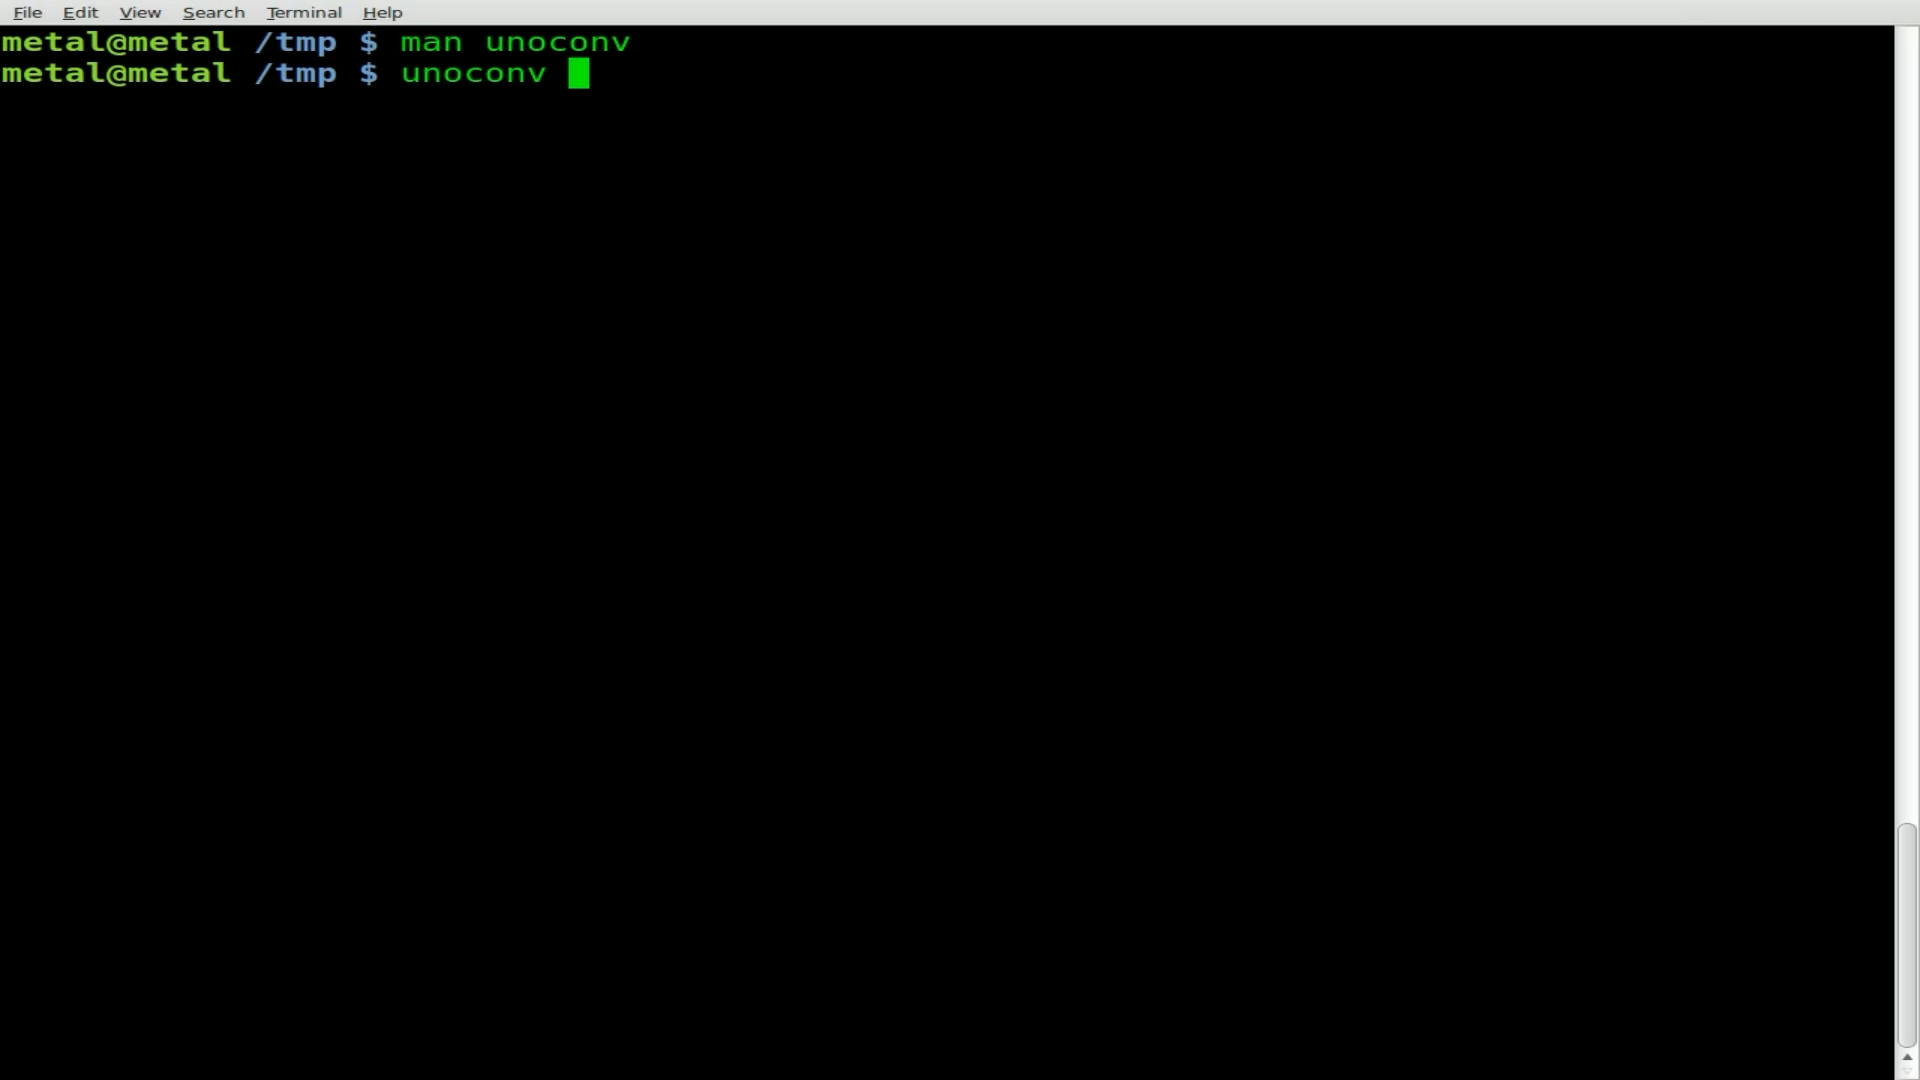 File Edit View Search Terminal Help
metal@metal /tmp $ man unoconv
metal@metal /tmp $ unoconv